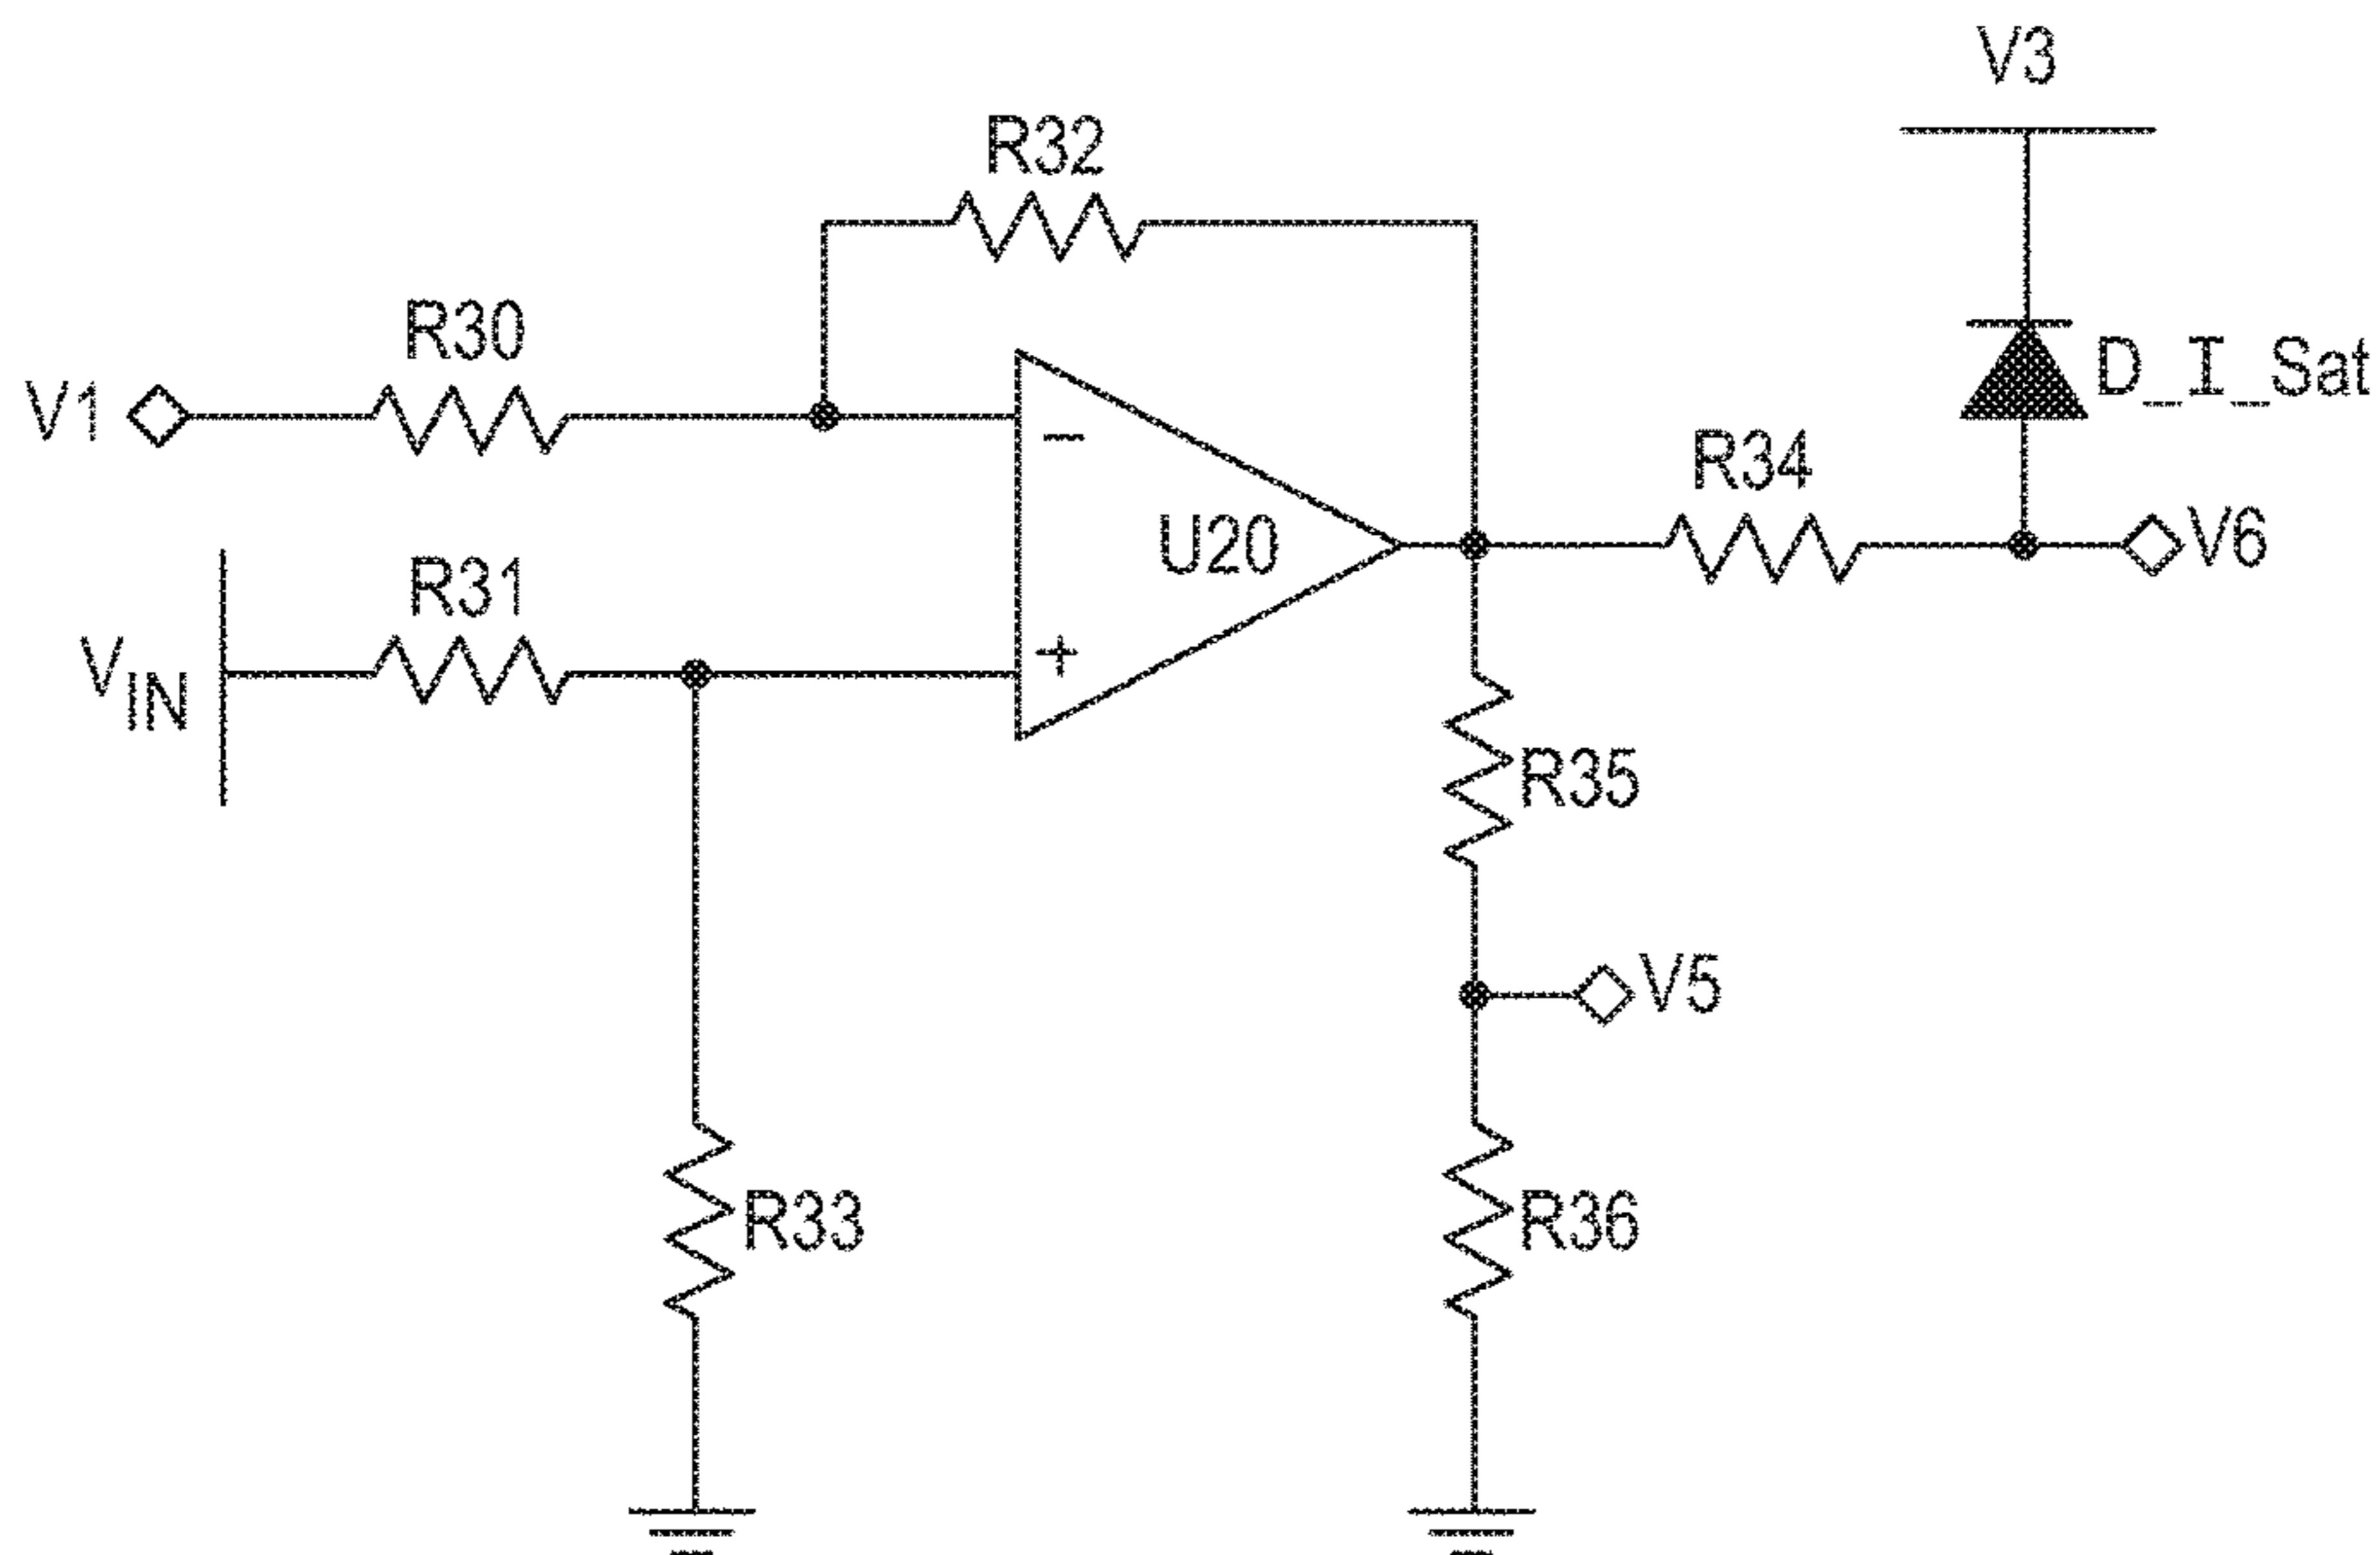 V3
R32
R30
D_I_Sat
V1
R34
U20
V6
R31
VIN
R35
V5
R33
R36